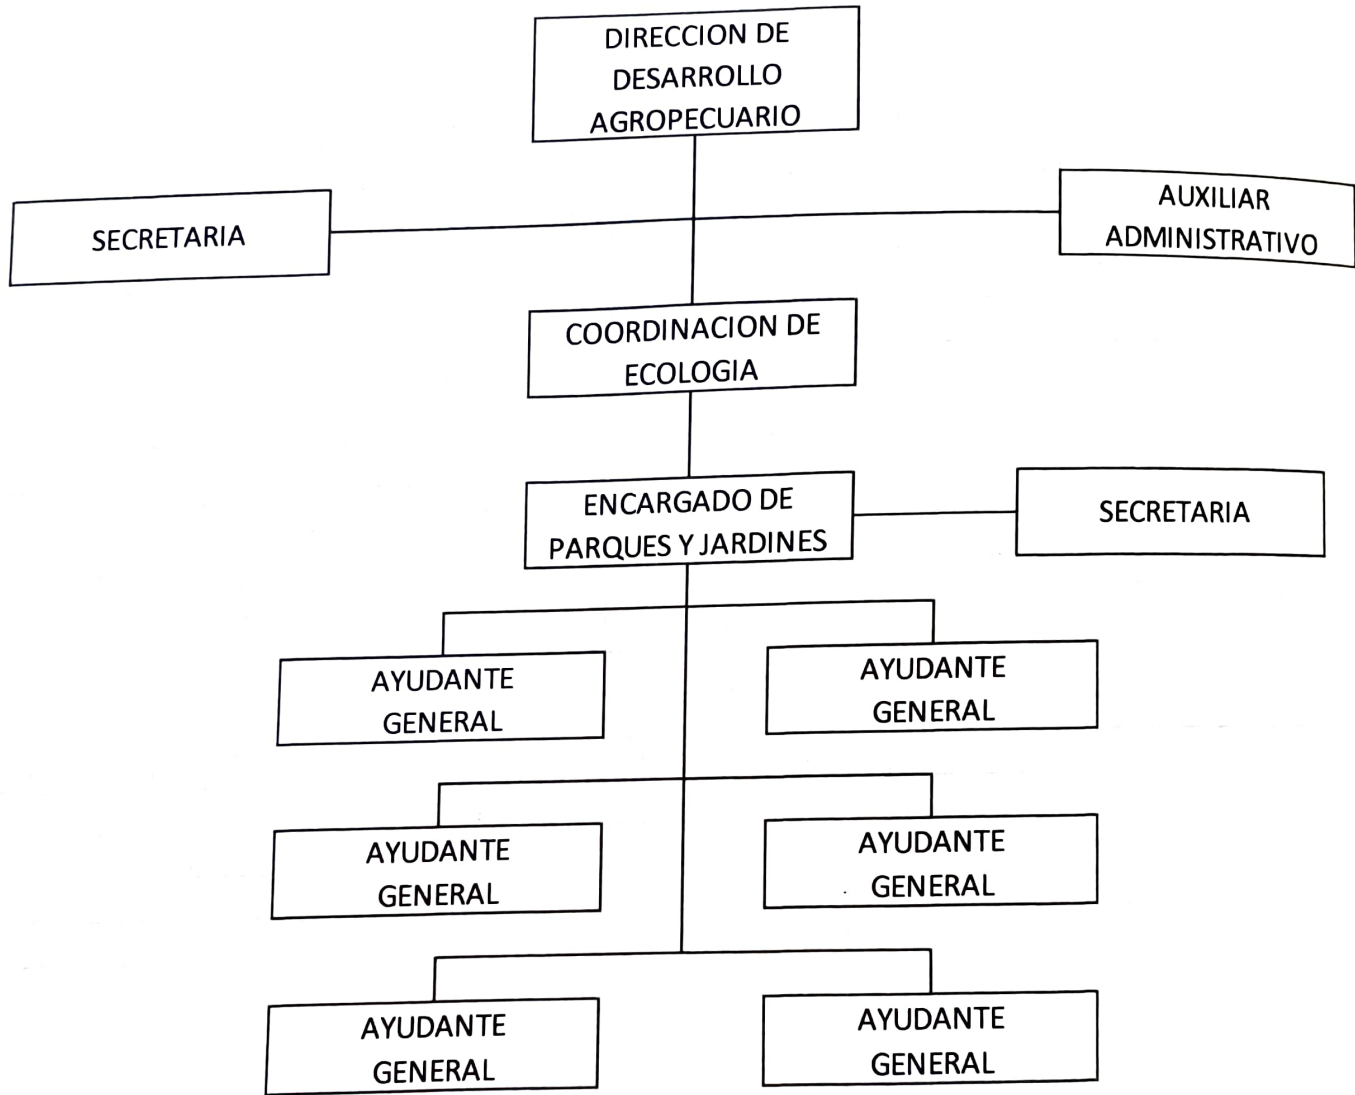 DIRECCION DE
DESARROLLO
AGROPECUARIO
SECRETARIA
AUXILIAR
ADMINISTRATIVO
COORDINACION DE
ECOLOGIA
ENCARGADO DE
PARQUES Y JARDINES
SECRETARIA
AYUDANTE
GENERAL
AYUDANTE
GENERAL
AYUDANTE
GENERAL
AYUDANTE
GENERAL
AYUDANTE
GENERAL
AYUDANTE
GENERAL